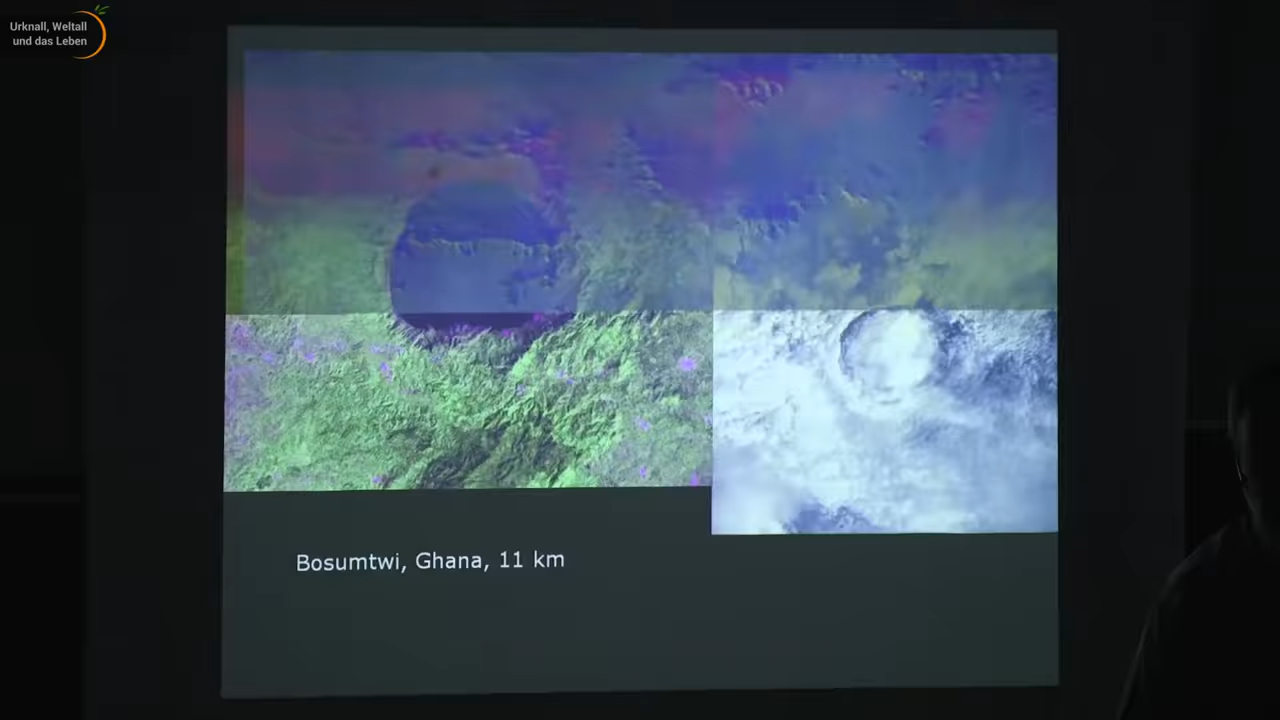 Urknall, Weltall
und das Leben
Bosumtwi, Ghana, 11 km